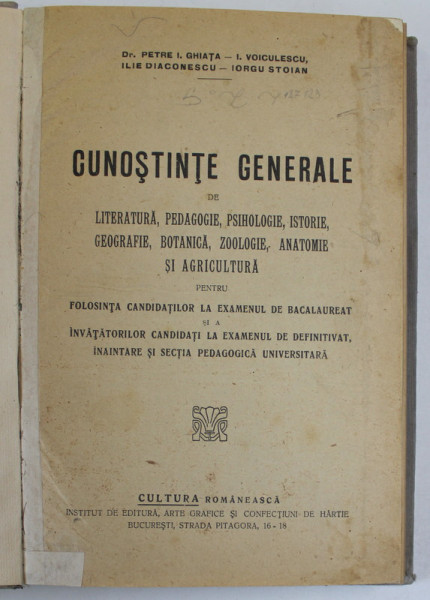 Dr. PETRE I. GHIAȚA — I. VOICULESCU,
ILIE DIACONESCU — IORGU STOIAN
CUNOȘTINȚE GENERALE
DE
LITERATURĂ, PEDAGOGIE, PSIHOLOGIE, ISTORIE,
GEOGRAFIE, BOTANICĂ, ZOOLOGIE, ANATOMIE
ȘI AGRICULTURĂ
PENTRU
FOLOSINȚA CANDIDAȚILOR LA EXAMENUL DE BACALAUREAT
ȘI A
ÎNVĂȚĂTORILOR CANDIDAȚI LA EXAMENUL DE DEFINITIVAT,
ÎNAINTARE ȘI SECȚIA PEDAGOGICĂ UNIVERSITARĂ
CULTURA ROMÂNEASCĂ
INSTITUT DE EDITURĂ, ARTE GRAFICE ȘI CONFECȚIUNI DE HÂRTIE
BUCUREȘTI, STRADA PITAGORA, 16 - 18